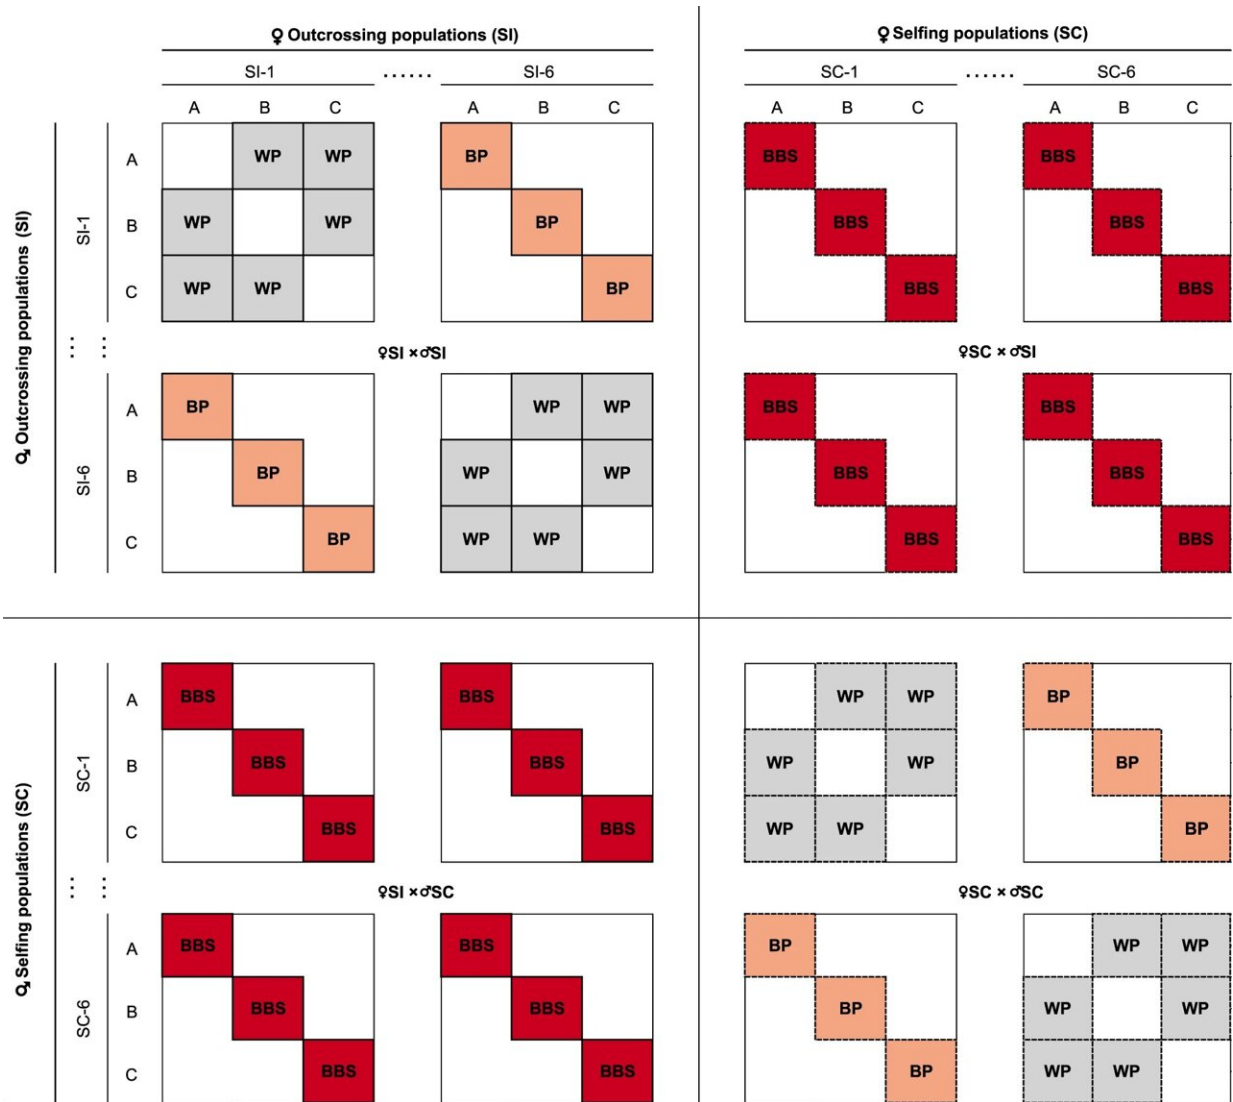 ♀ Outcrossing populations (SI) ♀ Selfing populations (SC)
SI-1 ...... SI-6 SC-1 ...... SC-6
A B C A B C A B C A B C
♂ Outcrossing populations (SI)
SI-1
A WP WP BP BBS BBS
B WP WP BP BBS BBS
C WP WP BP BBS BBS
... ... ♀SI × ♂SI ♀SC × ♂SI
SI-6
A BP WP WP BBS BBS
B BP WP WP BBS BBS
C BP WP WP BBS BBS
♂ Selfing populations (SC)
SC-1
A BBS BBS WP WP BP
B BBS BBS WP WP BP
C BBS BBS WP WP BP
... ... ♀SI × ♂SC ♀SC × ♂SC
SC-6
A BBS BBS BP WP WP
B BBS BBS BP WP WP
C BBS BBS BP WP WP